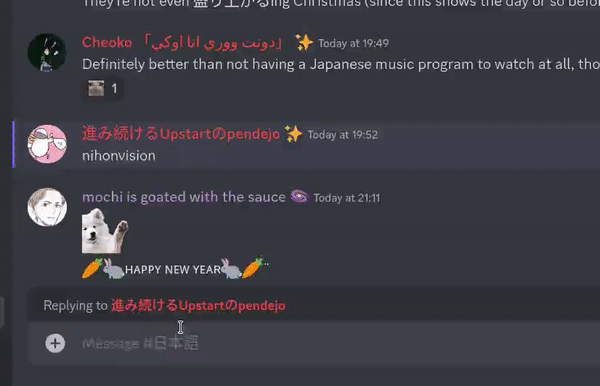 They're not even 盛り上がるing Christmas (since this shows the day or so befor
Cheoko 「دونت ووري انا اوكي」 ✨ Today at 19:49
Definitely better than not having a Japanese music program to watch at all, tho
1
進み続けるUpstartのpendejo ✨ Today at 19:52
nihonvision
mochi is goated with the sauce Today at 21:11
🥕🐇HAPPY NEW YEAR🐇🥕
Replying to 進み続けるUpstartのpendejo
Message #日本語